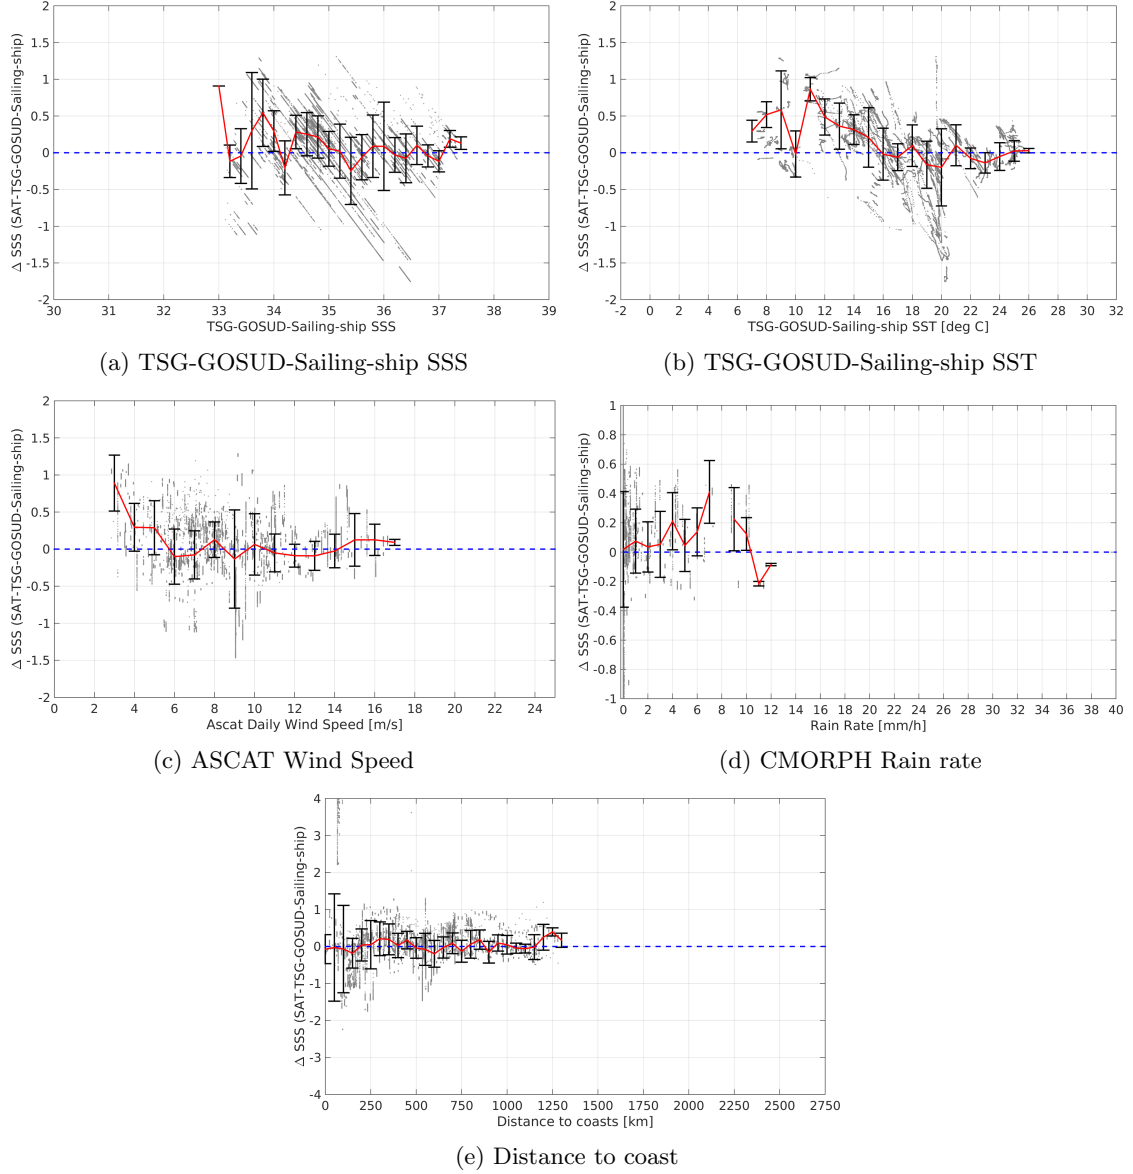 2
1.5
1
0.5
0
-0.5
-1
-1.5
-2
Δ SSS (SAT-TSG-GOSUD-Sailing-ship)
30 31 32 33 34 35 36 37 38 39
TSG-GOSUD-Sailing-ship SSS
(a) TSG-GOSUD-Sailing-ship SSS
2
1.5
1
0.5
0
-0.5
-1
-1.5
-2
Δ SSS (SAT-TSG-GOSUD-Sailing-ship)
-2 0 2 4 6 8 10 12 14 16 18 20 22 24 26 28 30 32
TSG-GOSUD-Sailing-ship SST [deg C]
(b) TSG-GOSUD-Sailing-ship SST
2
1.5
1
0.5
0
-0.5
-1
-1.5
-2
Δ SSS (SAT-TSG-GOSUD-Sailing-ship)
0 2 4 6 8 10 12 14 16 18 20 22 24
Ascat Daily Wind Speed [m/s]
(c) ASCAT Wind Speed
1
0.8
0.6
0.4
0.2
0
-0.2
-0.4
-0.6
-0.8
-1
Δ SSS (SAT-TSG-GOSUD-Sailing-ship)
0 2 4 6 8 10 12 14 16 18 20 22 24 26 28 30 32 34 36 38 40
Rain Rate [mm/h]
(d) CMORPH Rain rate
4
3
2
1
0
-1
-2
-3
-4
Δ SSS (SAT-TSG-GOSUD-Sailing-ship)
0 250 500 750 1000 1250 1500 1750 2000 2250 2500 2750
Distance to coasts [km]
(e) Distance to coast